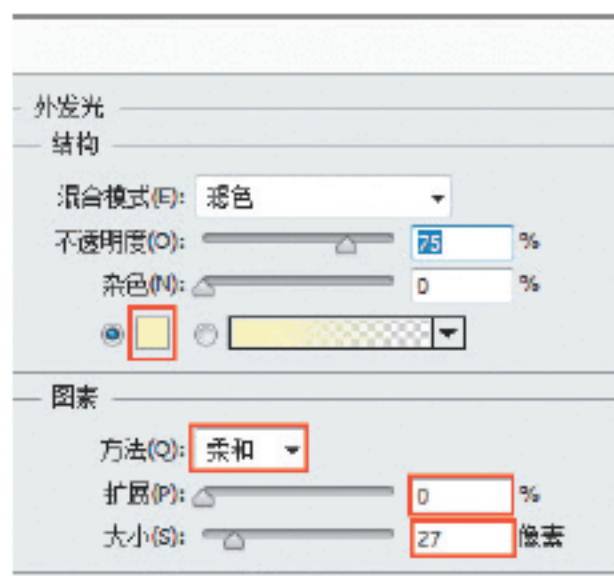 外发光
结构
混合模式(E): 滤色
不透明度(O): 75 %
杂色(N): 0 %
图素
方法(Q): 柔和
扩展(P): 0 %
大小(S): 27 像素